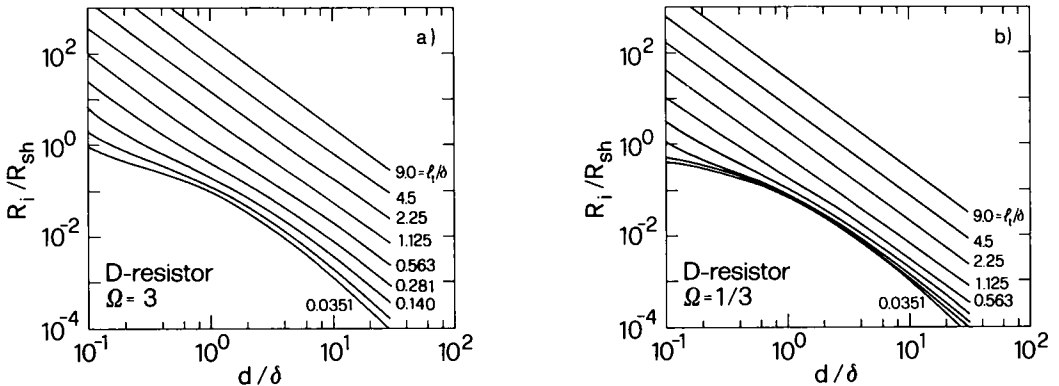 a)
R_i/R_sh
10^2
10^0
10^-2
10^-4
9.0 = ℓ_t/δ
4.5
2.25
1.125
0.563
0.281
0.140
0.0351
D-resistor
Ω = 3
10^-1
10^0
10^1
10^2
d/δ
b)
R_i/R_sh
10^2
10^0
10^-2
10^-4
9.0 = ℓ_t/δ
4.5
2.25
1.125
0.563
0.0351
D-resistor
Ω = 1/3
10^-1
10^0
10^1
10^2
d/δ